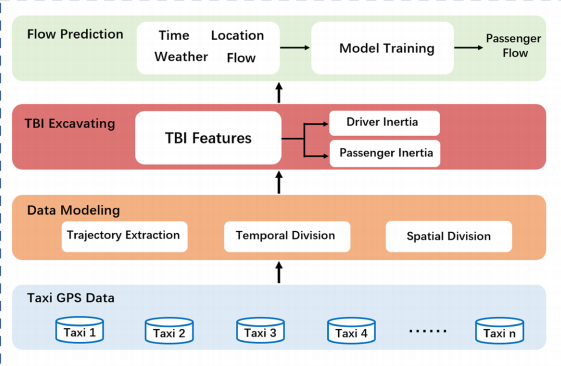 Flow Prediction
Time Location
Weather Flow
Model Training
Passenger
Flow
TBI Excavating
TBI Features
Driver Inertia
Passenger Inertia
Data Modeling
Trajectory Extraction
Temporal Division
Spatial Division
Taxi GPS Data
Taxi 1
Taxi 2
Taxi 3
Taxi 4
......
Taxi n